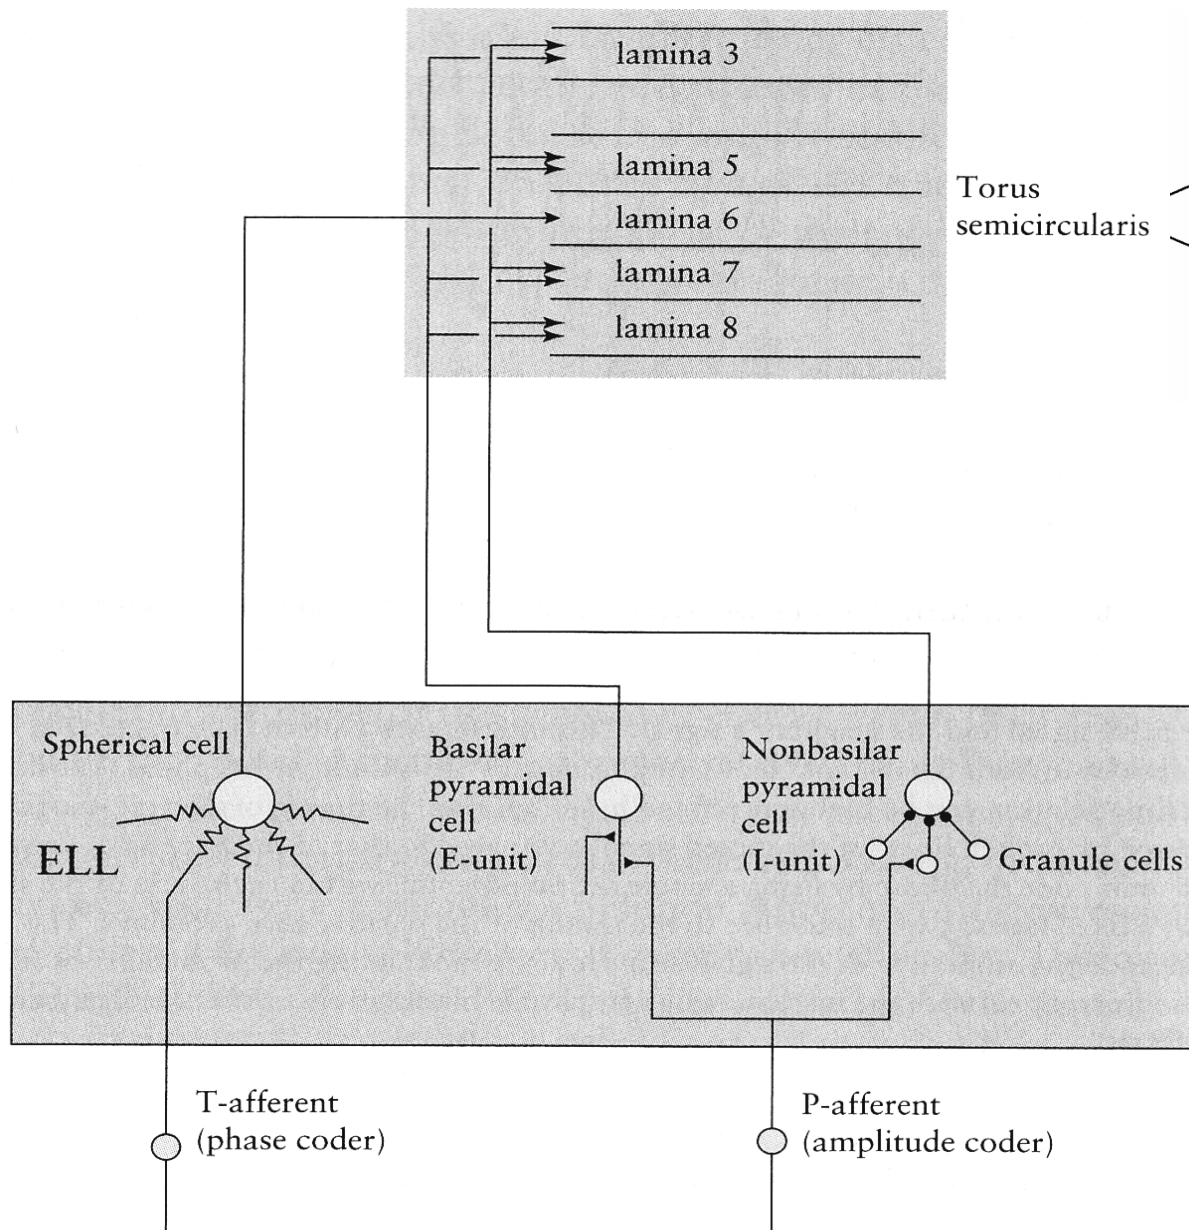 lamina 3
lamina 5
lamina 6
lamina 7
lamina 8
Torus
semicircularis
Spherical cell
ELL
Basilar
pyramidal
cell
(E-unit)
Nonbasilar
pyramidal
cell
(I-unit)
Granule cells
T-afferent
(phase coder)
P-afferent
(amplitude coder)